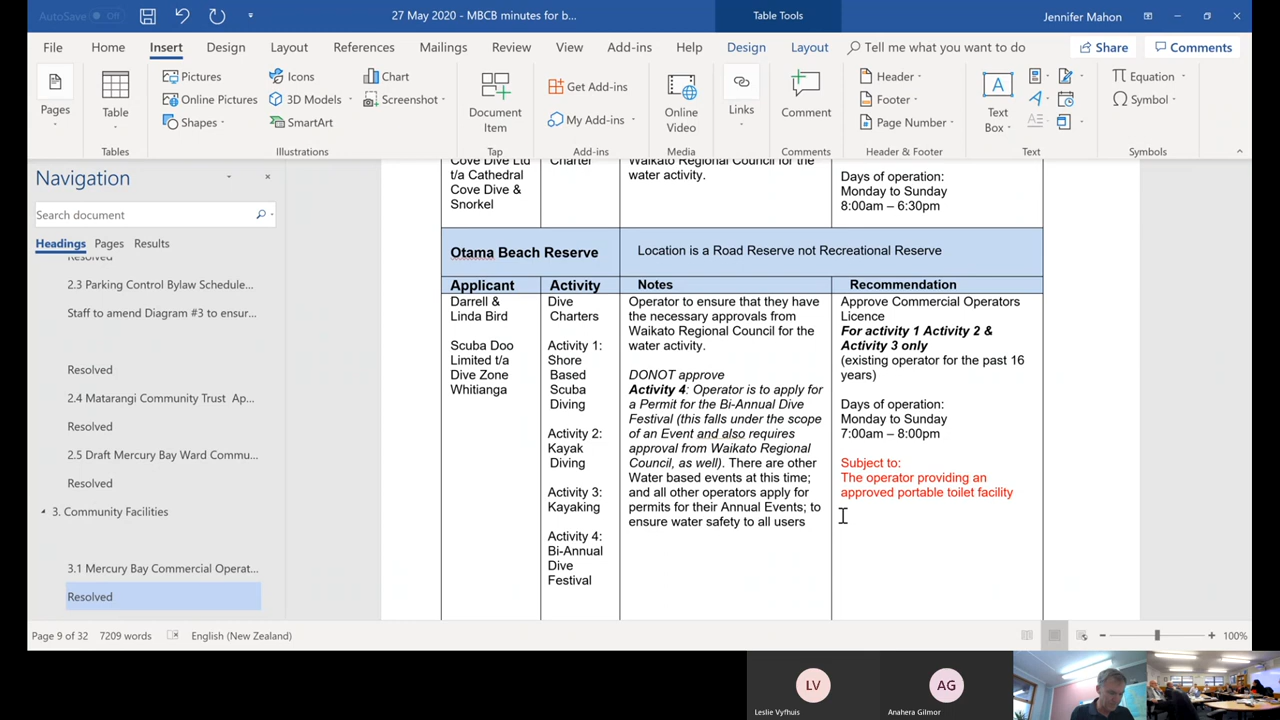 AutoSave Off
27 May 2020 - MBCB minutes for b...
Table Tools
Jennifer Mahon
File Home Insert Design Layout References Mailings Review View Add-ins Help Design Layout Tell me what you want to do Share Comments
Pages
Table
Tables
Pictures
Online Pictures
Shapes
Icons
3D Models
SmartArt
Chart
Screenshot
Illustrations
Document
Item
Tap
Get Add-ins
My Add-ins
Add-ins
Online
Video
Media
Links
Comment
Comments
Header
Footer
Page Number
Header & Footer
Text
Box
Text
Equation
Symbol
Symbols
Navigation
Search document
Headings Pages Results
Resolved
2.3 Parking Control Bylaw Schedule...
Staff to amend Diagram #3 to ensur...
Resolved
2.4 Matarangi Community Trust Ap...
Resolved
2.5 Draft Mercury Bay Ward Commu...
Resolved
3. Community Facilities
3.1 Mercury Bay Commercial Operat...
Resolved
Cove Dive Ltd
t/a Cathedral
Cove Dive &
Snorkel
Charter
Waikato Regional Council for the
water activity.
Days of operation:
Monday to Sunday
8:00am – 6:30pm
Otama Beach Reserve
Location is a Road Reserve not Recreational Reserve
Applicant
Activity
Notes
Recommendation
Darrell &
Linda Bird
Scuba Doo
Limited t/a
Dive Zone
Whitianga
Dive
Charters
Activity 1:
Shore
Based
Scuba
Diving
Activity 2:
Kayak
Diving
Activity 3:
Kayaking
Activity 4:
Bi-Annual
Dive
Festival
Operator to ensure that they have
the necessary approvals from
Waikato Regional Council for the
water activity.
DONOT approve
Activity 4: Operator is to apply for
a Permit for the Bi-Annual Dive
Festival (this falls under the scope
of an Event and also requires
approval from Waikato Regional
Council, as well). There are other
Water based events at this time;
and all other operators apply for
permits for their Annual Events; to
ensure water safety to all users
Approve Commercial Operators
Licence
For activity 1 Activity 2 &
Activity 3 only
(existing operator for the past 16
years)
Days of operation:
Monday to Sunday
7:00am – 8:00pm
Subject to:
The operator providing an
approved portable toilet facility
Page 9 of 32 7209 words English (New Zealand) 100%
LV
Leslie Vyfhuis
AG
Anahera Gilmor